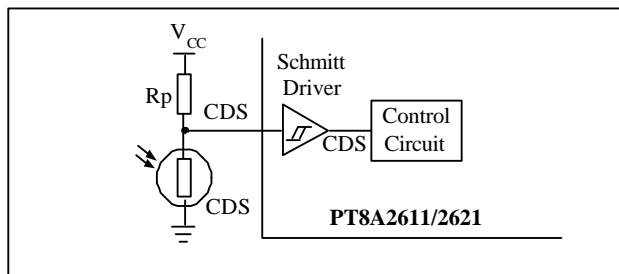 V_CC
Schmitt
Driver
Rp
CDS
CDS
Control
Circuit
CDS
PT8A2611/2621